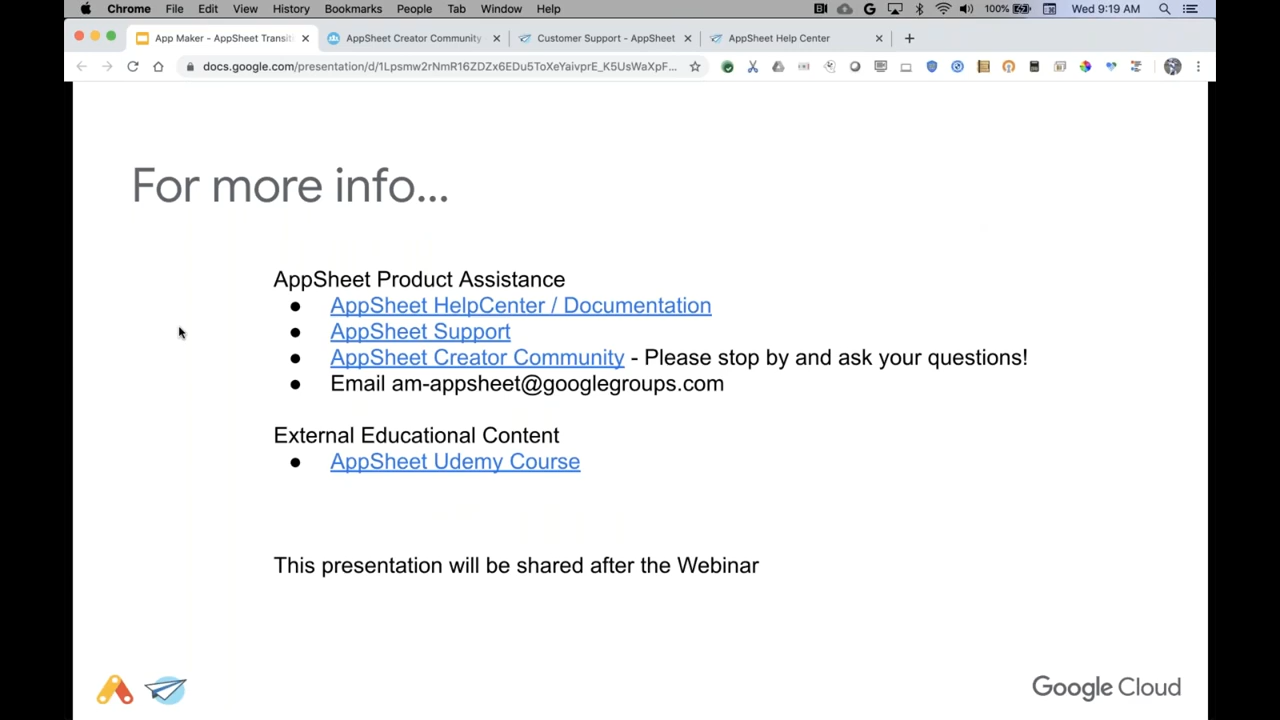 Chrome File Edit View History Bookmarks People Tab Window Help 100% Wed 9:19 AM
App Maker - AppSheet Transiti
AppSheet Creator Community
Customer Support - AppSheet
AppSheet Help Center
docs.google.com/presentation/d/1Lpsmw2rNmR16ZDZx6EDu5ToXeYaivprE_K5UsWaXpF...
For more info...
AppSheet Product Assistance
● AppSheet HelpCenter / Documentation
● AppSheet Support
● AppSheet Creator Community - Please stop by and ask your questions!
● Email am-appsheet@googlegroups.com
External Educational Content
● AppSheet Udemy Course
This presentation will be shared after the Webinar
Google Cloud